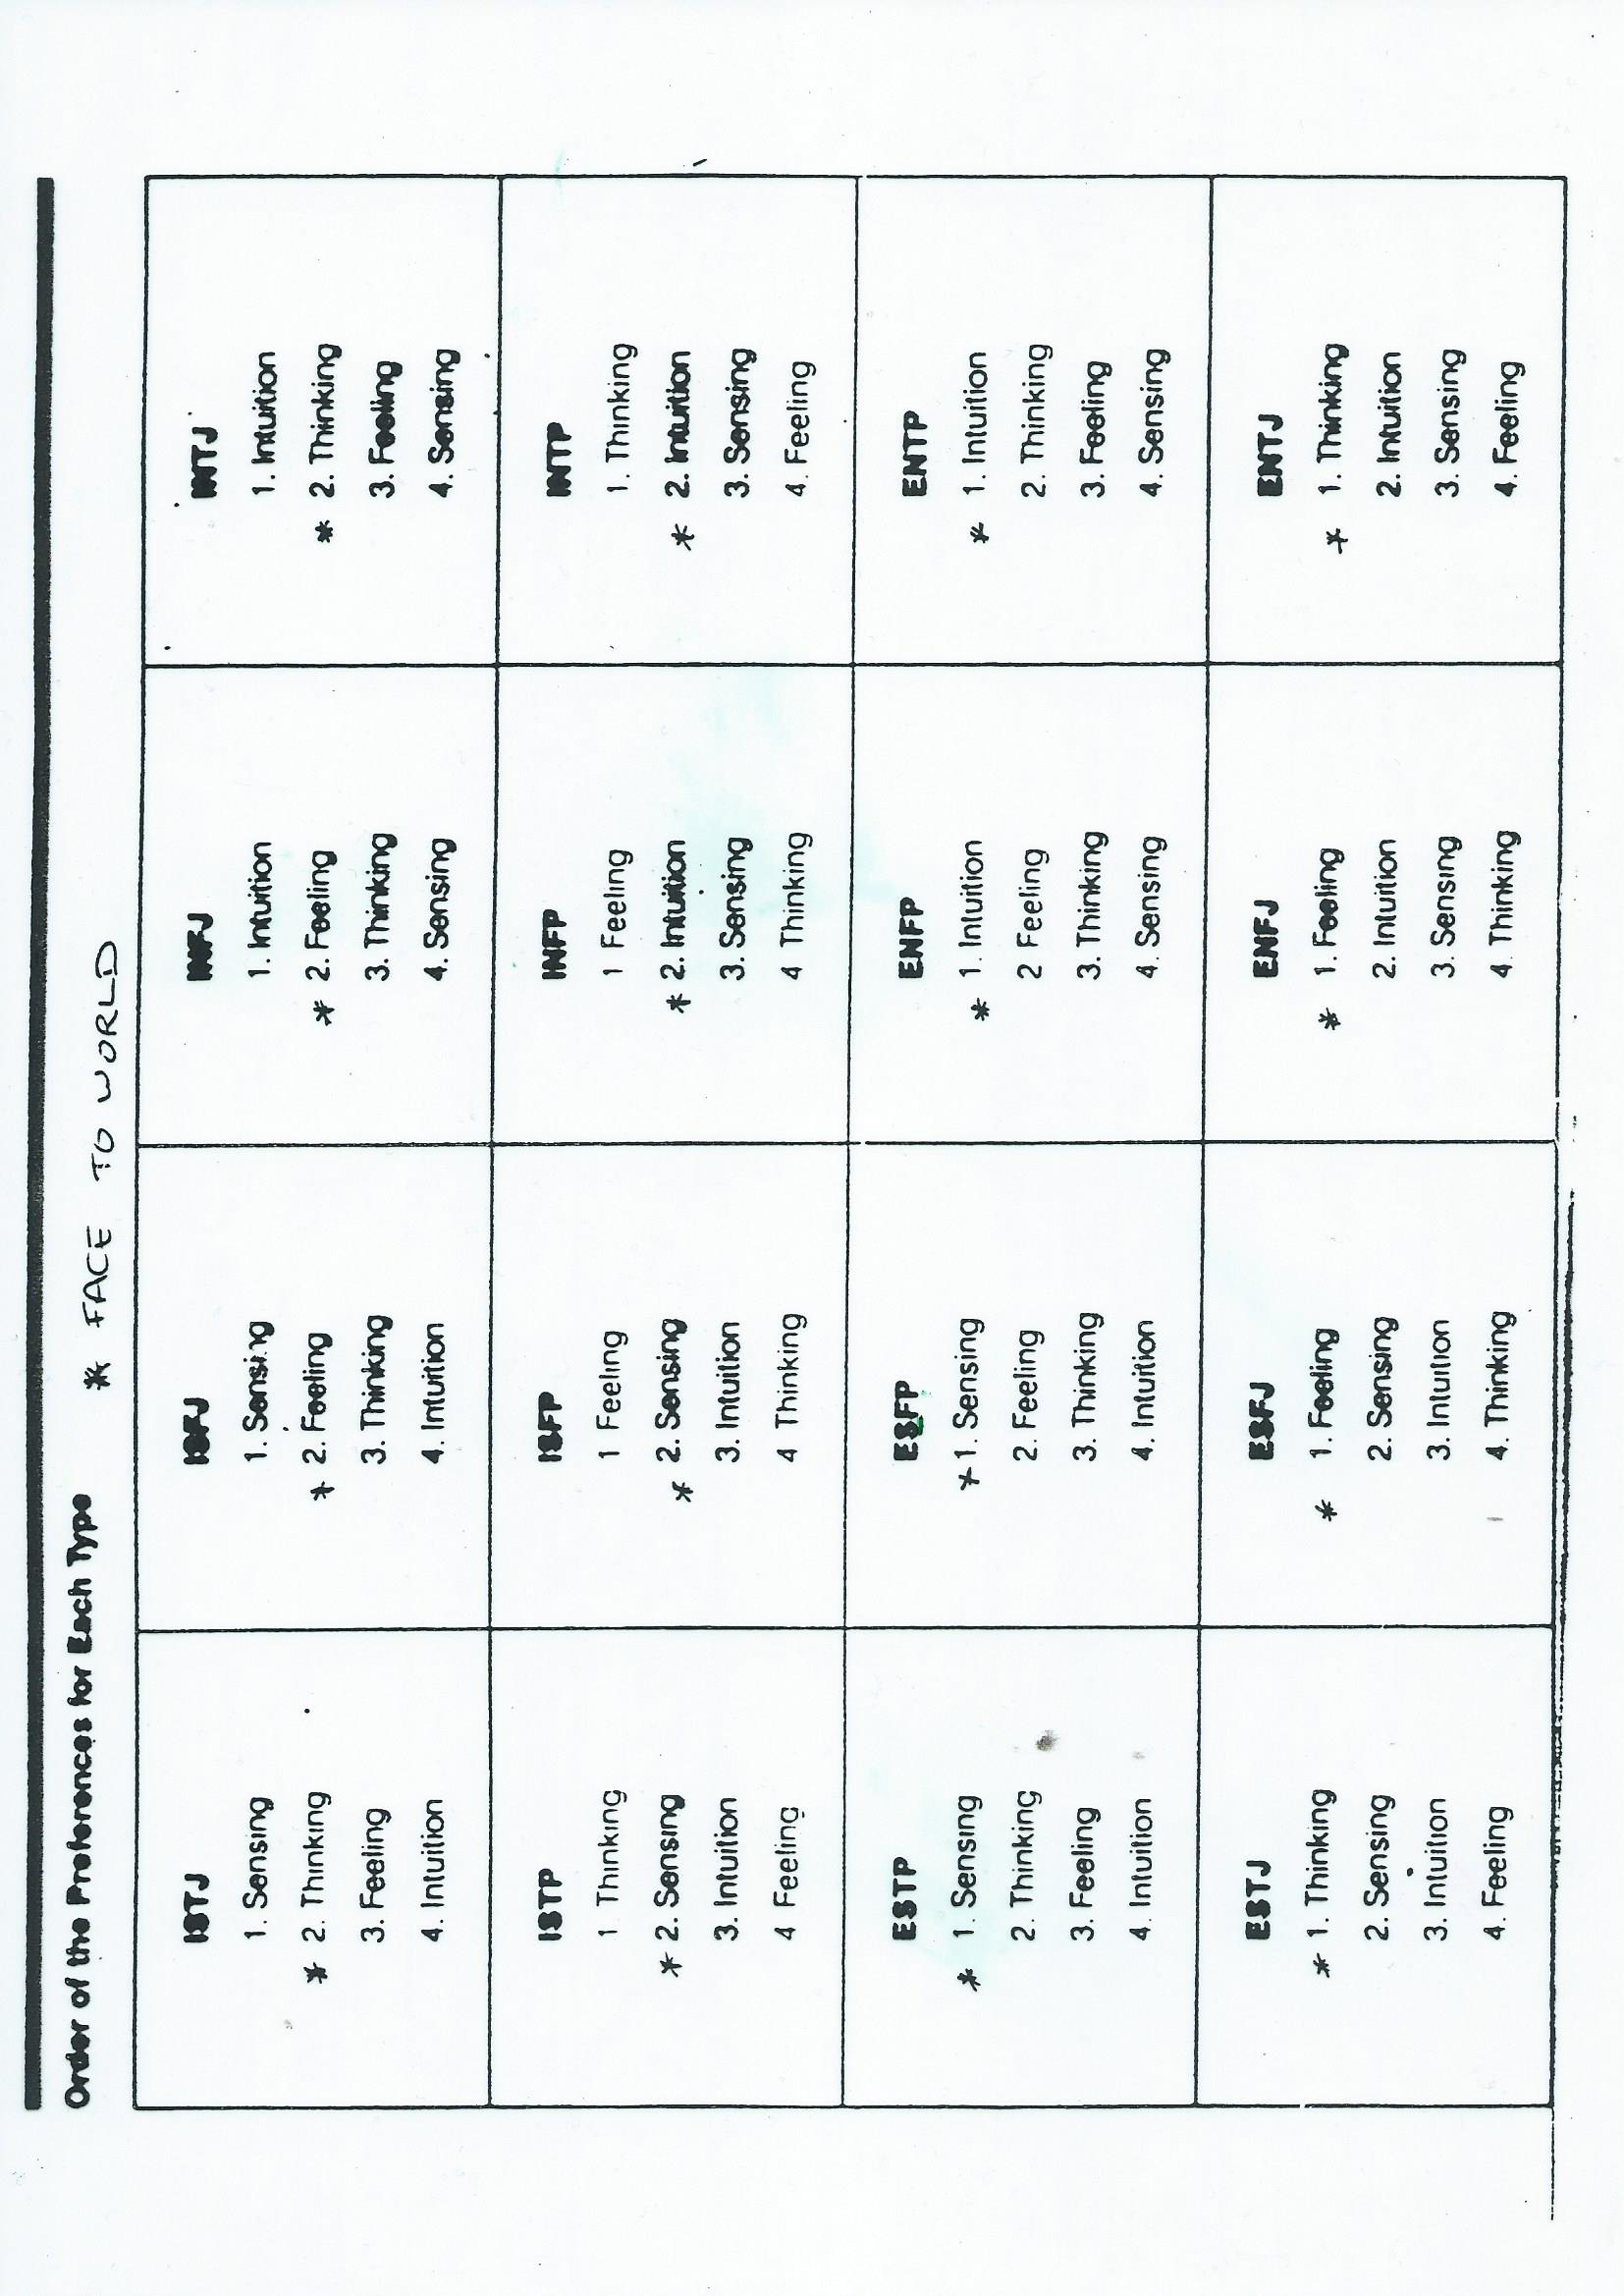 Order of the Preferences for Each Type * FACE TO WORLD
ISTJ
1. Sensing
* 2. Thinking
3. Feeling
4. Intuition
ISFJ
1. Sensing
* 2. Feeling
3. Thinking
4. Intuition
INFJ
1. Intuition
* 2. Feeling
3. Thinking
4. Sensing
INTJ
1. Intuition
* 2. Thinking
3. Feeling
4. Sensing
ISTP
1 Thinking
* 2. Sensing
3. Intuition
4 Feeling
ISFP
1 Feeling
* 2. Sensing
3. Intuition
4 Thinking
INFP
1 Feeling
* 2. Intuition
3. Sensing
4 Thinking
INTP
1. Thinking
* 2. Intuition
3. Sensing
4. Feeling
ESTP
* 1. Sensing
2. Thinking
3. Feeling
4. Intuition
ESFP
* 1. Sensing
2. Feeling
3. Thinking
4. Intuition
ENFP
* 1. Intuition
2 Feeling
3. Thinking
4. Sensing
ENTP
* 1. Intuition
2. Thinking
3. Feeling
4. Sensing
ESTJ
* 1. Thinking
2. Sensing
3. Intuition
4. Feeling
ESFJ
* 1. Feeling
2. Sensing
3. Intuition
4. Thinking
ENFJ
* 1. Feeling
2. Intuition
3. Sensing
4. Thinking
ENTJ
* 1. Thinking
2. Intuition
3. Sensing
4. Feeling